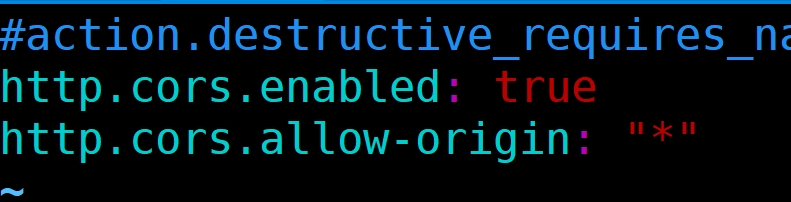 #action.destructive_requires_na
http.cors.enabled: true
http.cors.allow-origin: "*"
~